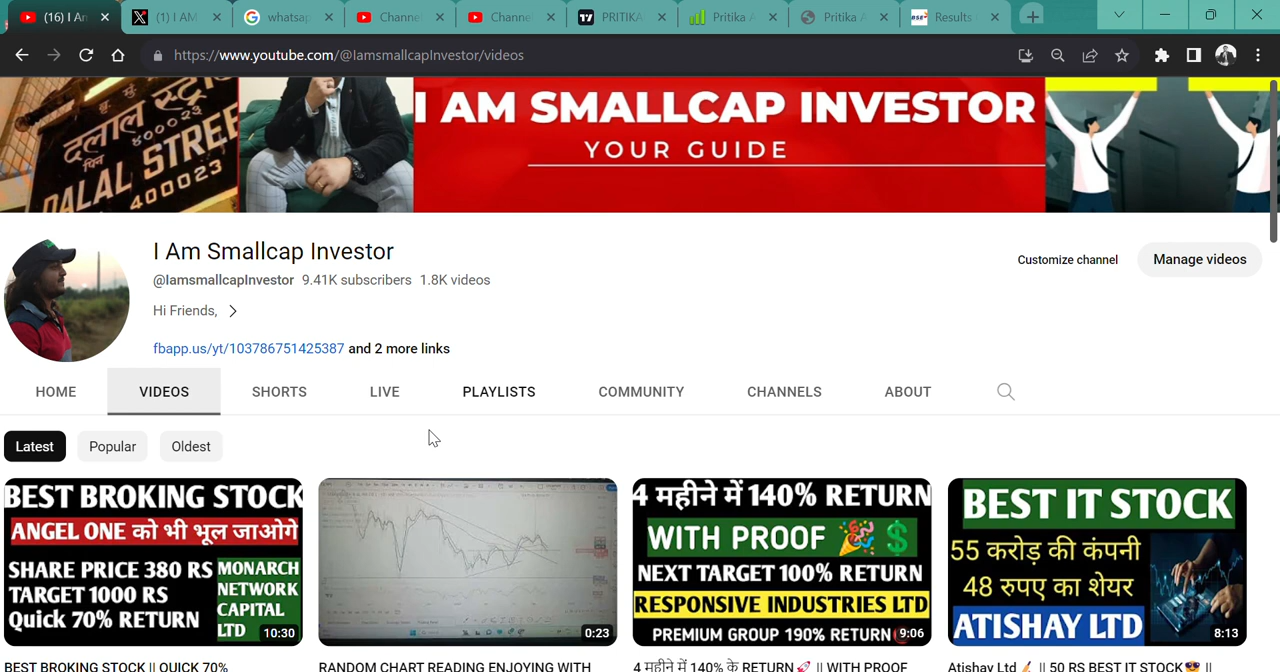 (16) I An
(1) I AM
whatsap
Channe
Channe
PRITIKA
Pritika A
Pritika A
Results
https://www.youtube.com/@IamsmallcapInvestor/videos
दलाल स्ट्री
पिन ४०००२३
DALAL STREE
400023
I AM SMALLCAP INVESTOR
YOUR GUIDE
I Am Smallcap Investor
@IamsmallcapInvestor 9.41K subscribers 1.8K videos
Hi Friends,
fbapp.us/yt/103786751425387 and 2 more links
Customize channel
Manage videos
HOME
VIDEOS
SHORTS
LIVE
PLAYLISTS
COMMUNITY
CHANNELS
ABOUT
Latest
Popular
Oldest
BEST BROKING STOCK
ANGEL ONE को भी भूल जाओगे
SHARE PRICE 380 RS
TARGET 1000 RS
Quick 70% RETURN
MONARCH
NETWORK
CAPITAL
LTD
10:30
0:23
4 महीने में 140% RETURN
WITH PROOF
NEXT TARGET 100% RETURN
RESPONSIVE INDUSTRIES LTD
PREMIUM GROUP 190% RETURN
9:06
BEST IT STOCK
55 करोड़ की कंपनी
48 रुपए का शेयर
ATISHAY LTD
8:13
BEST BROKING STOCK || QUICK 70%
RANDOM CHART READING ENJOYING WITH
4 महीने में 140% के RETURN 🚀 || WITH PROOF
Atishay Ltd ✍ || 50 RS BEST IT STOCK😎 ||